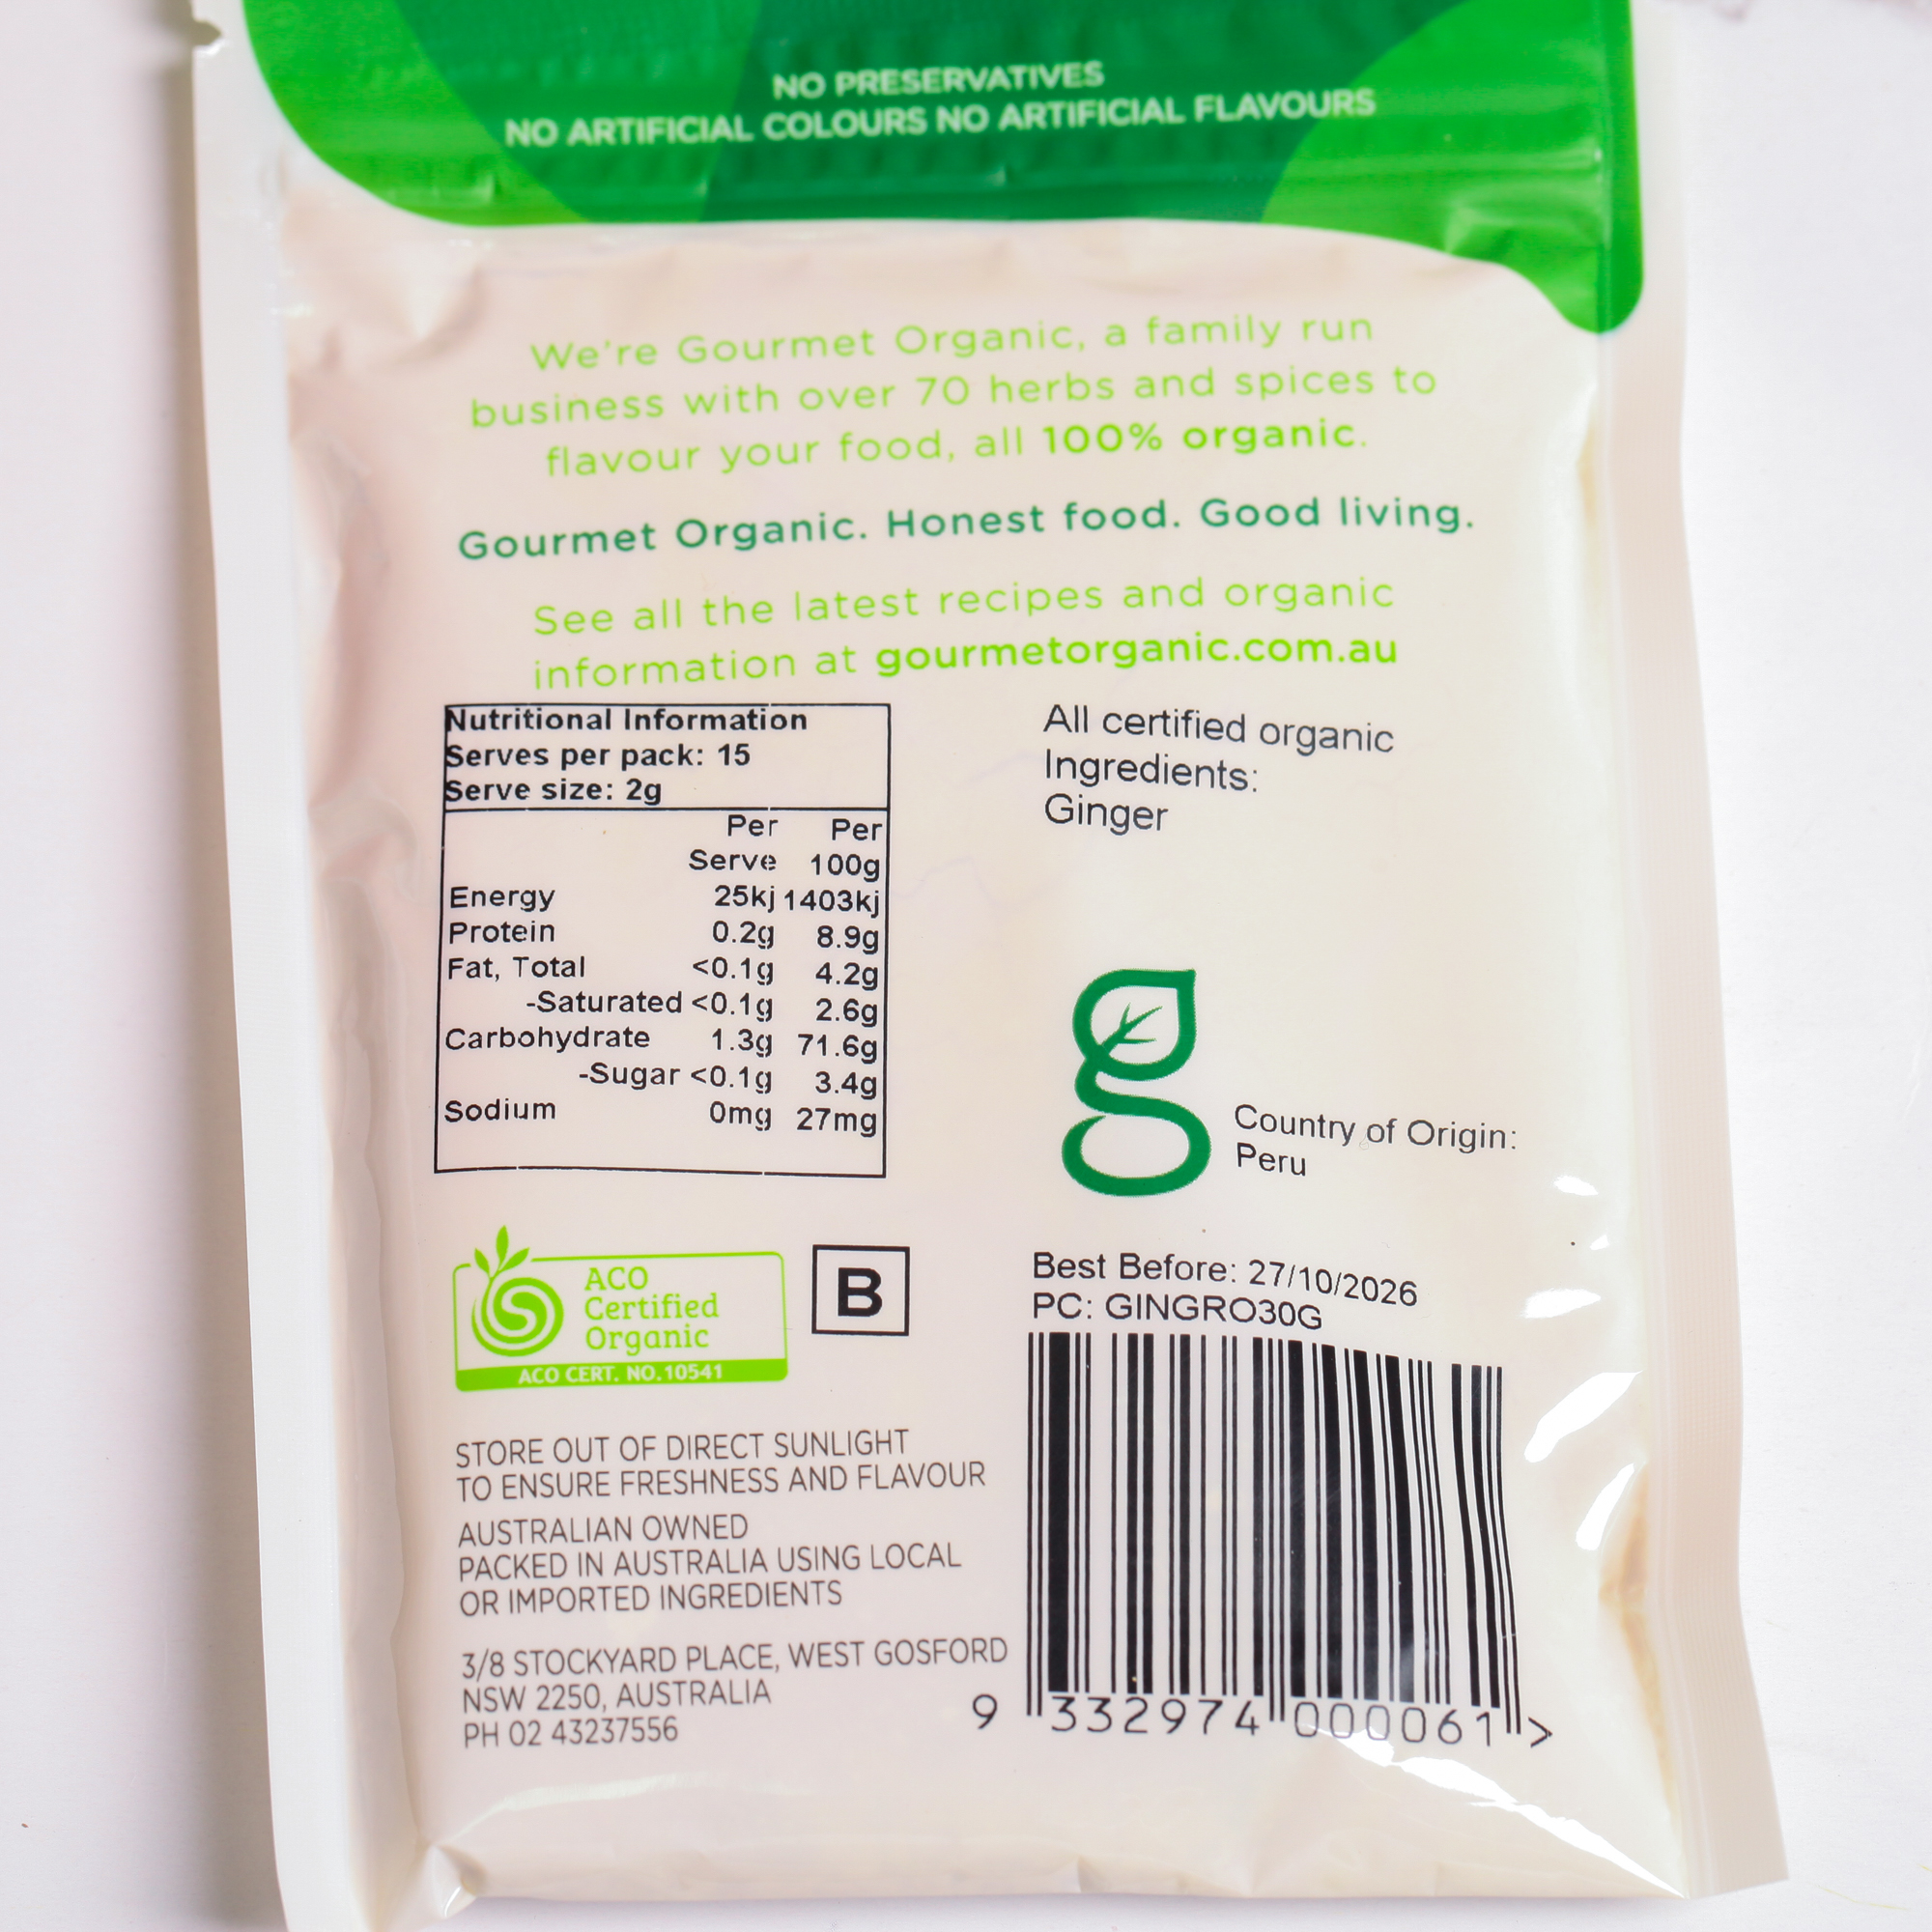 NO PRESERVATIVES
NO ARTIFICIAL COLOURS NO ARTIFICIAL FLAVOURS
We're Gourmet Organic, a family run
business with over 70 herbs and spices to
flavour your food, all 100% organic.
Gourmet Organic. Honest food. Good living.
See all the latest recipes and organic
information at gourmetorganic.com.au
Nutritional Information
Serves per pack: 15
Serve size: 2g
Per Per
Serve 100g
Energy 25kj 1403kj
Protein 0.2g 8.9g
Fat, Total <0.1g 4.2g
-Saturated <0.1g 2.6g
Carbohydrate 1.3g 71.6g
-Sugar <0.1g 3.4g
Sodium 0mg 27mg
All certified organic
Ingredients:
Ginger
Country of Origin:
Peru
ACO
Certified
Organic
ACO CERT. NO. 10541
B
Best Before: 27/10/2026
PC: GINGRO30G
STORE OUT OF DIRECT SUNLIGHT
TO ENSURE FRESHNESS AND FLAVOUR
AUSTRALIAN OWNED
PACKED IN AUSTRALIA USING LOCAL
OR IMPORTED INGREDIENTS
3/8 STOCKYARD PLACE, WEST GOSFORD
NSW 2250, AUSTRALIA
PH 02 43237556
9 332974 000061 >